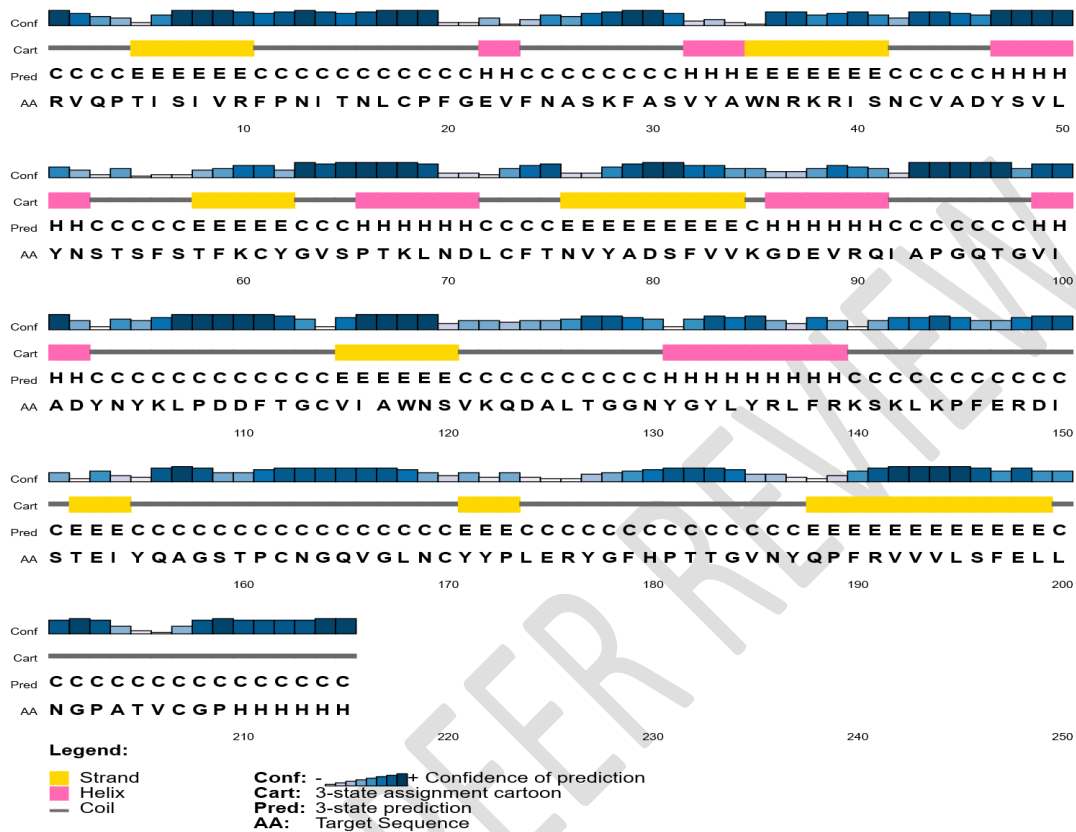 Conf
Cart
Pred C C C C E E E E E E C C C C C C C C C C C H H C C C C C C C C H H H E E E E E E E C C C C C H H H H
AA R V Q P T I S I V R F P N I T N L C P F G E V F N A S K F A S V Y A W N R K R I S N C V A D Y S V L
10 20 30 40 50
Conf
Cart
Pred H H C C C C C E E E E E C C C H H H H H H C C C C E E E E E E E E E C H H H H H H C C C C C C C H H
AA Y N S T S F S T F K C Y G V S P T K L N D L C F T N V Y A D S F V V K G D E V R Q I A P G Q T G V I
60 70 80 90 100
Conf
Cart
Pred H H C C C C C C C C C C C C E E E E E E C C C C C C C C C C H H H H H H H H H C C C C C C C C C C C
AA A D Y N Y K L P D D F T G C V I A W N S V K Q D A L T G G N Y G Y L Y R L F R K S K L K P F E R D I
110 120 130 140 150
Conf
Cart
Pred C E E E C C C C C C C C C C C C C C C C E E E C C C C C C C C C C C C C C E E E E E E E E E E E E C
AA S T E I Y Q A G S T P C N G Q V G L N C Y Y P L E R Y G F H P T T G V N Y Q P F R V V V L S F E L L
160 170 180 190 200
Conf
Cart
Pred C C C C C C C C C C C C C C C
AA N G P A T V C G P H H H H H H
210 220 230 240 250
Legend:
Strand
Helix
Coil
Conf: - + Confidence of prediction
Cart: 3-state assignment cartoon
Pred: 3-state prediction
AA: Target Sequence
EER REVIEW